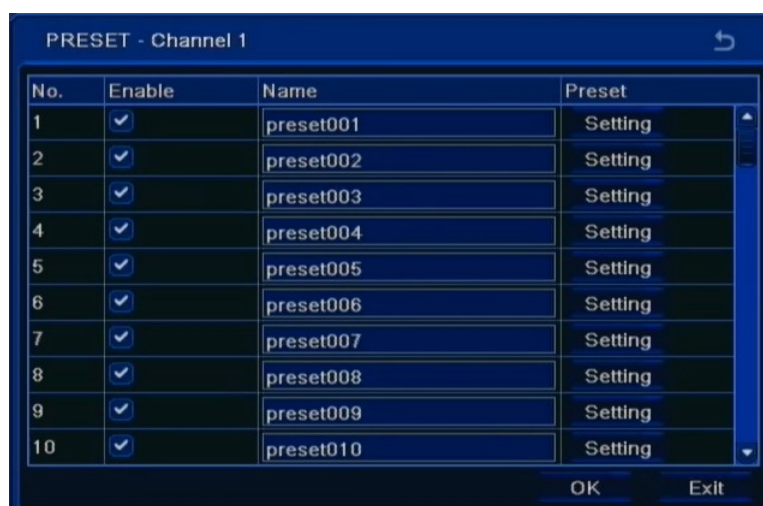 PRESET - Channel 1
No. Enable Name Preset
1 preset001 Setting
2 preset002 Setting
3 preset003 Setting
4 preset004 Setting
5 preset005 Setting
6 preset006 Setting
7 preset007 Setting
8 preset008 Setting
9 preset009 Setting
10 preset010 Setting
OK Exit